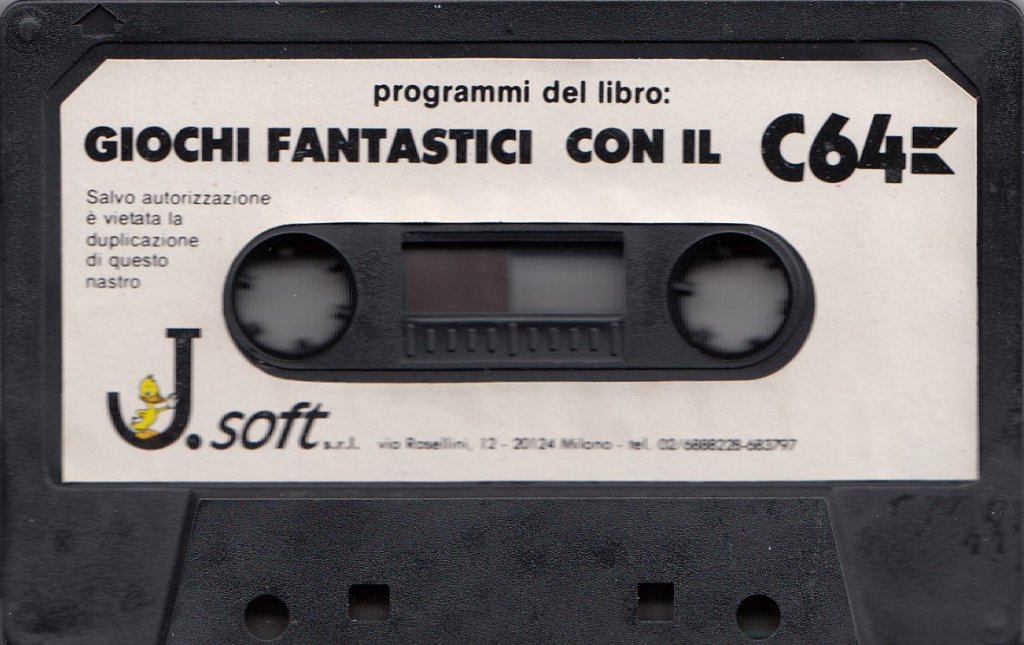 programmi del libro:
GIOCHI FANTASTICI CON IL C64
Salvo autorizzazione
è vietata la
duplicazione
di questo
nastro
J.soft s.r.l. via Rosellini, 12 - 20124 Milano - tel. 02/6888228-683797